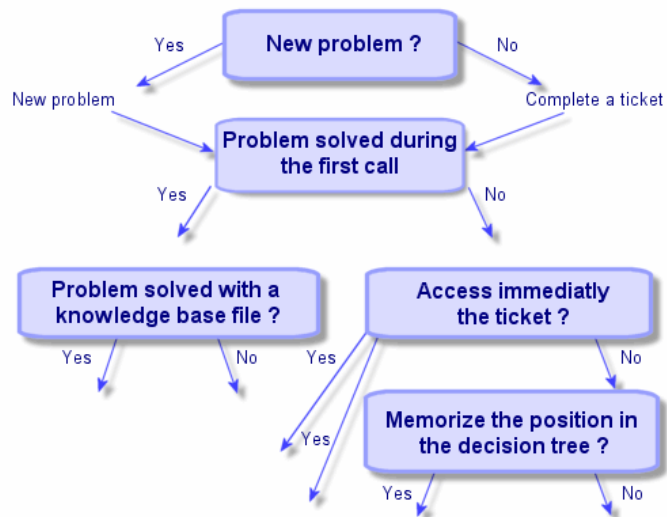 New problem ?
Yes
No
New problem
Complete a ticket
Problem solved during
the first call
Yes
No
Problem solved with a
knowledge base file ?
Access immediatly
the ticket ?
Yes
No
Yes
No
Yes
Memorize the position in
the decision tree ?
Yes
No